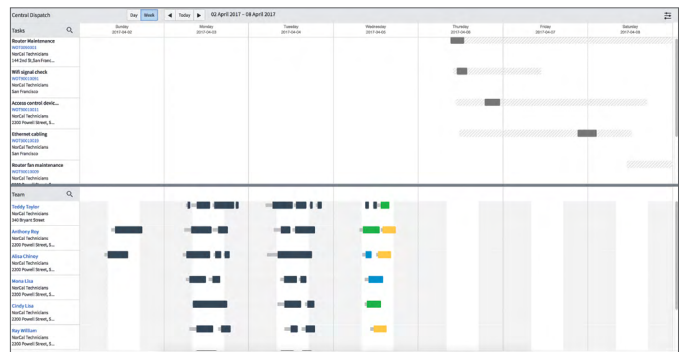 Central Dispatch
Day Week Today 02 April 2017 - 08 April 2017
Tasks
Sunday
2017-04-02
Monday
2017-04-03
Tuesday
2017-04-04
Wednesday
2017-04-05
Thursday
2017-04-06
Friday
2017-04-07
Saturday
2017-04-08
Router Maintenance
NorCal Technicians
144 2nd St,San Franc...
Wifi signal check
NorCal Technicians
San Francisco
Access control devic...
NorCal Technicians
2200 Powell Street, S...
Ethernet cabling
NorCal Technicians
San Francisco
Router fan maintenance
NorCal Technicians
Team
Teddy Taylor
NorCal Technicians
340 Bryant Street
Anthony Roy
NorCal Technicians
2200 Powell Street, S...
Alisa Chinoy
NorCal Technicians
2200 Powell Street, S...
Mona Lisa
NorCal Technicians
2200 Powell Street, S...
Cindy Lisa
NorCal Technicians
2200 Powell Street, S...
Ray William
NorCal Technicians
2200 Powell Street, S...